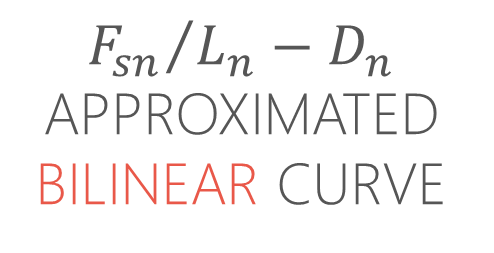 F_{sn}/L_n − D_n
APPROXIMATED
BILINEAR CURVE